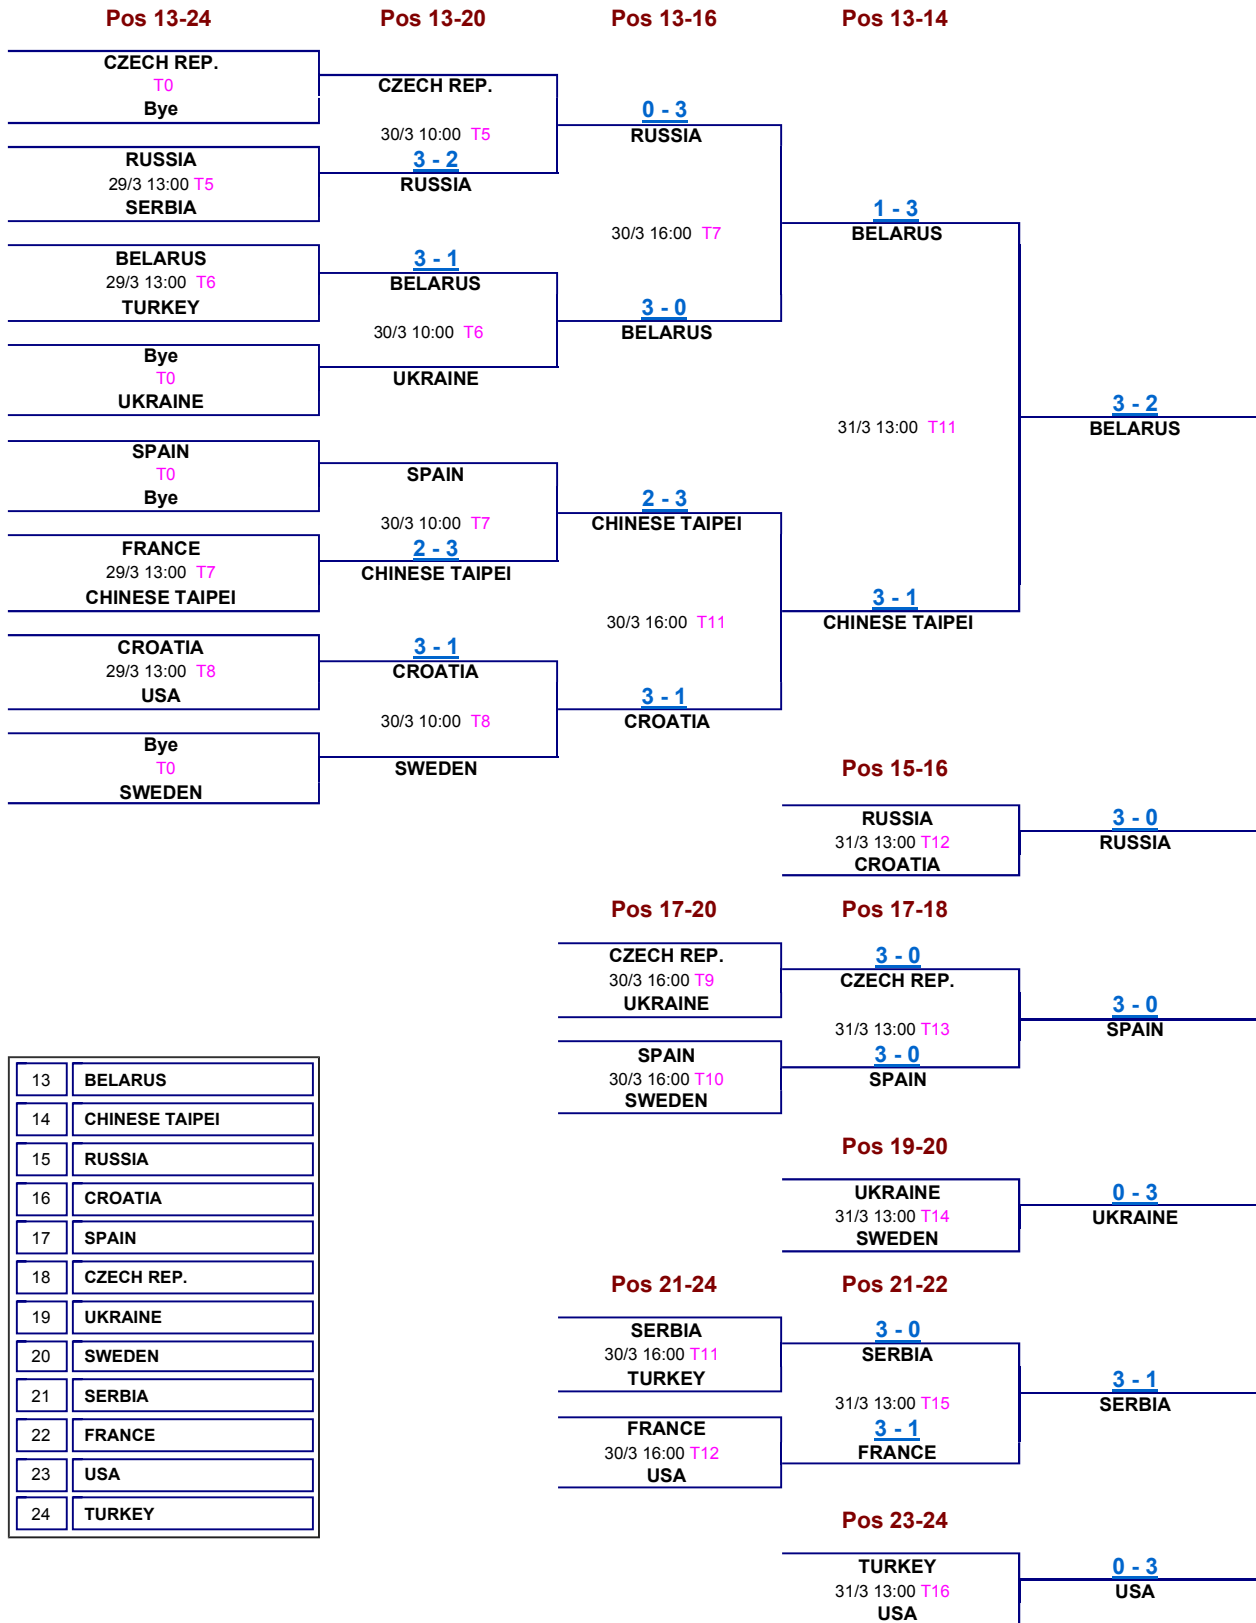 Pos 13-24 Pos 13-20 Pos 13-16 Pos 13-14
CZECH REP.
T0
Bye
CZECH REP.
30/3 10:00 T5
0 - 3
RUSSIA
RUSSIA
29/3 13:00 T5
SERBIA
3 - 2
RUSSIA
30/3 16:00 T7
1 - 3
BELARUS
BELARUS
29/3 13:00 T6
TURKEY
3 - 1
BELARUS
30/3 10:00 T6
3 - 0
BELARUS
Bye
T0
UKRAINE
UKRAINE
31/3 13:00 T11
3 - 2
BELARUS
SPAIN
T0
Bye
SPAIN
30/3 10:00 T7
2 - 3
CHINESE TAIPEI
FRANCE
29/3 13:00 T7
CHINESE TAIPEI
2 - 3
CHINESE TAIPEI
30/3 16:00 T11
3 - 1
CHINESE TAIPEI
CROATIA
29/3 13:00 T8
USA
3 - 1
CROATIA
30/3 10:00 T8
3 - 1
CROATIA
Bye
T0
SWEDEN
SWEDEN
Pos 15-16
RUSSIA
31/3 13:00 T12
CROATIA
3 - 0
RUSSIA
Pos 17-20 Pos 17-18
CZECH REP.
30/3 16:00 T9
UKRAINE
3 - 0
CZECH REP.
31/3 13:00 T13
3 - 0
SPAIN
SPAIN
30/3 16:00 T10
SWEDEN
3 - 0
SPAIN
Pos 19-20
UKRAINE
31/3 13:00 T14
SWEDEN
0 - 3
UKRAINE
Pos 21-24 Pos 21-22
SERBIA
30/3 16:00 T11
TURKEY
3 - 0
SERBIA
31/3 13:00 T15
3 - 1
SERBIA
FRANCE
30/3 16:00 T12
USA
3 - 1
FRANCE
Pos 23-24
TURKEY
31/3 13:00 T16
USA
0 - 3
USA
13 BELARUS
14 CHINESE TAIPEI
15 RUSSIA
16 CROATIA
17 SPAIN
18 CZECH REP.
19 UKRAINE
20 SWEDEN
21 SERBIA
22 FRANCE
23 USA
24 TURKEY